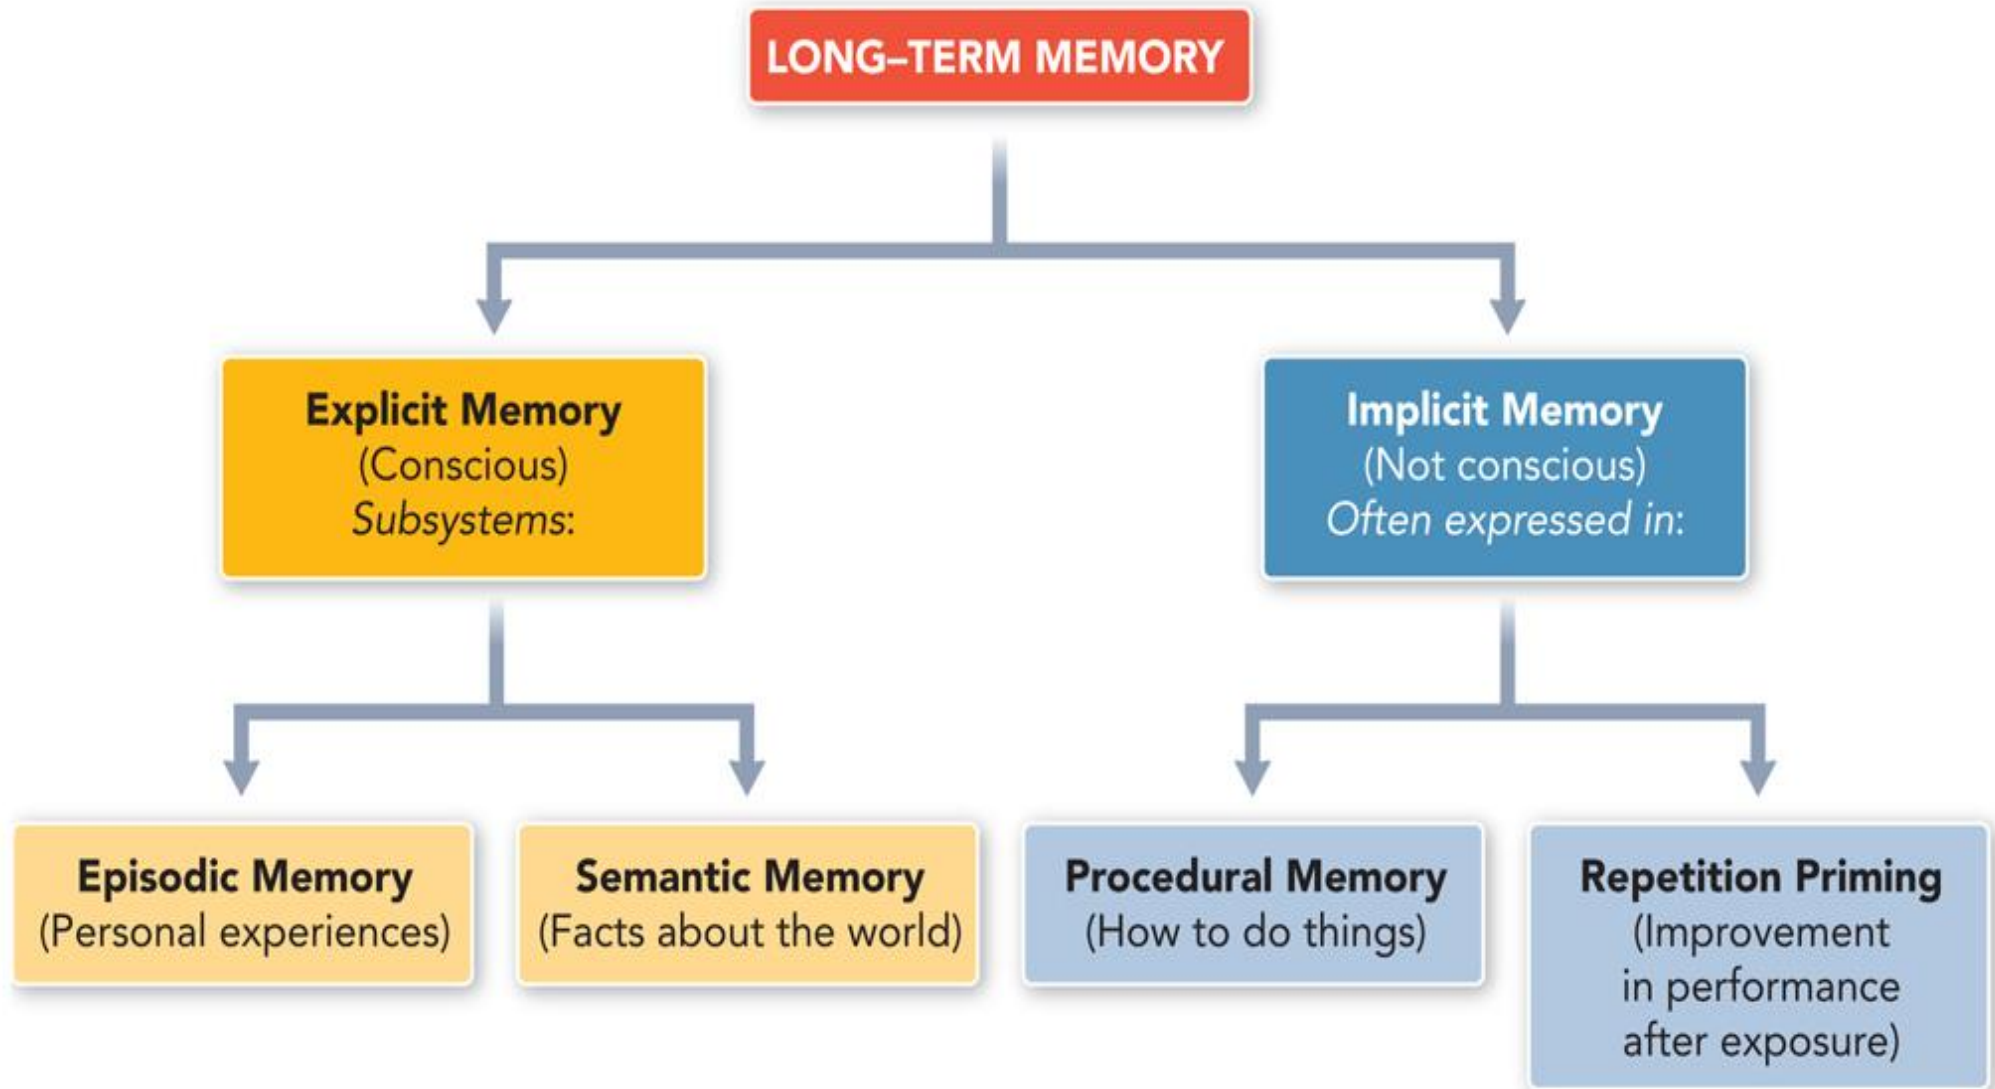 LONG–TERM MEMORY
Explicit Memory
(Conscious)
Subsystems:
Implicit Memory
(Not conscious)
Often expressed in:
Episodic Memory
(Personal experiences)
Semantic Memory
(Facts about the world)
Procedural Memory
(How to do things)
Repetition Priming
(Improvement
in performance
after exposure)